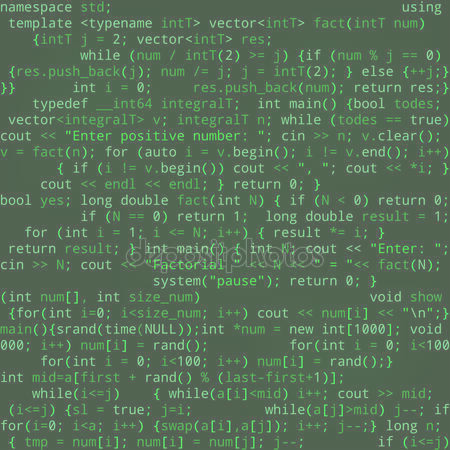 namespace std; using
template <typename intT> vector<intT> fact(intT num)
{intT j = 2; vector<intT> res;
while (num / intT(2) >= j) {if (num % j == 0)
{res.push_back(j); num /= j; j = intT(2); } else {++j;}
}} int i = 0; res.push_back(num); return res;}
typedef __int64 integralT; int main() {bool todes;
vector<integralT> v; integralT n; while (todes == true)
cout << "Enter positive number: "; cin >> n; v.clear();
v = fact(n); for (auto i = v.begin(); i != v.end(); i++)
{ if (i != v.begin()) cout << ", "; cout << *i; }
cout << endl << endl; } return 0; }
bool yes; long double fact(int N) { if (N < 0) return 0;
if (N == 0) return 1; long double result = 1;
for (int i = 1; i <= N; i++) { result *= i; }
return result; } int main() { int N; cout << "Enter: ";
cin >> N; cout << "Factorial " << N << " = "<< fact(N);
depositphotos
system("pause"); return 0; }
(int num[], int size_num) void show
{for(int i=0; i<size_num; i++) cout << num[i] << "\n";}
main(){srand(time(NULL));int *num = new int[1000]; void
000; i++) num[i] = rand(); for(int i = 0; i<100
for(int i = 0; i<100; i++) num[i] = rand();}
int mid=a[first + rand() % (last-first+1)];
while(i<=j) { while(a[i]<mid) i++; cout >> mid;
(i<=j) {sl = true; j=i; while(a[j]>mid) j--; if
for(i=0; i<a; i++) {swap(a[i],a[j]); i++; j--;} long n;
{ tmp = num[i]; num[i] = num[j]; j--; if (i<=j)